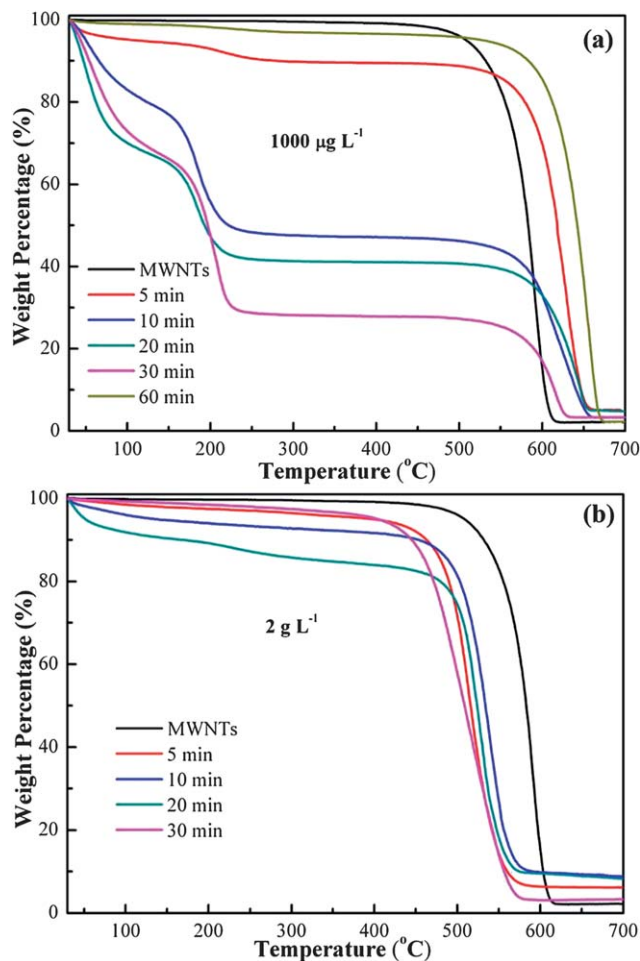 (a)
100
80
60
40
20
0
Weight Percentage (%)
1000 μg L⁻¹
MWNTs
5 min
10 min
20 min
30 min
60 min
100 200 300 400 500 600 700
Temperature (°C)
(b)
100
80
60
40
20
0
Weight Percentage (%)
2 g L⁻¹
MWNTs
5 min
10 min
20 min
30 min
100 200 300 400 500 600 700
Temperature (°C)